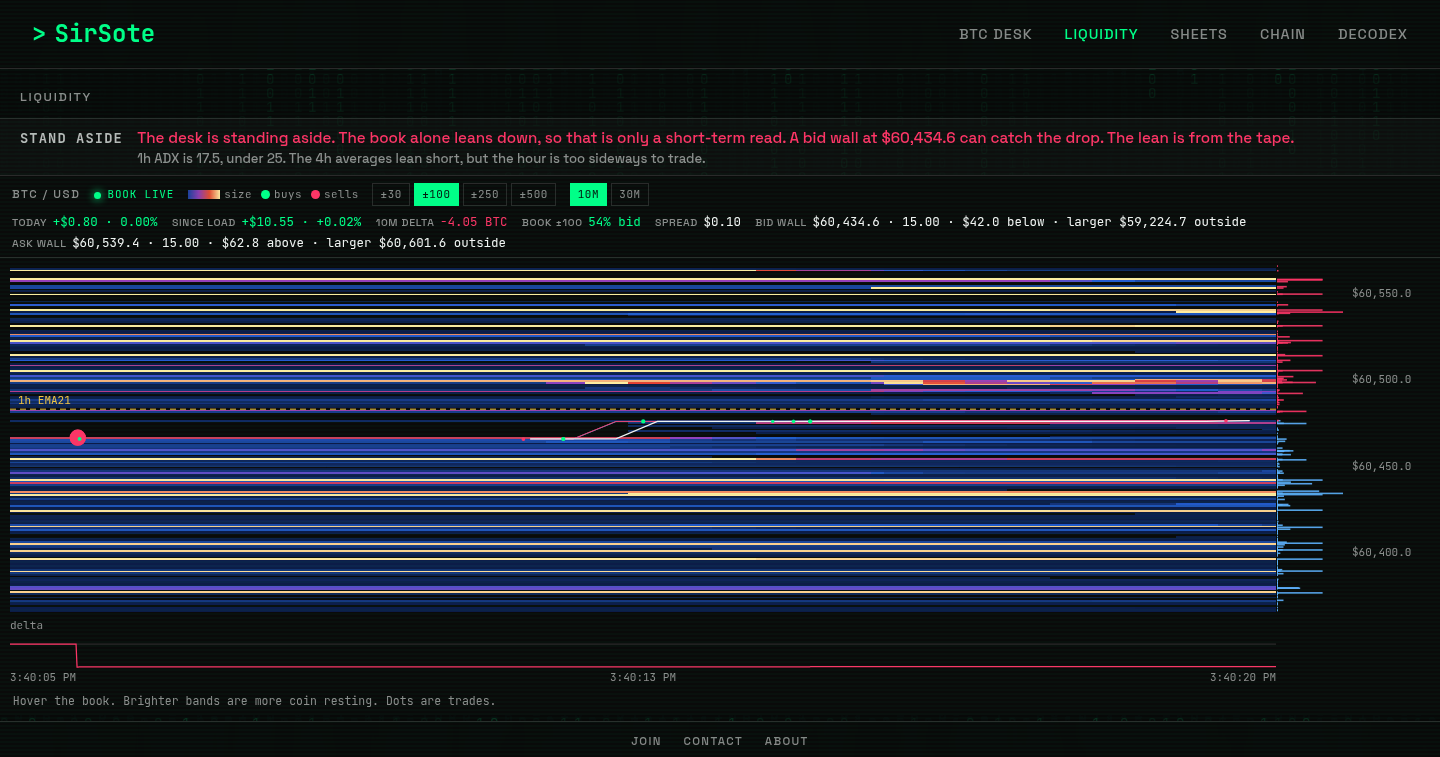 > SirSote
BTC DESK LIQUIDITY SHEETS CHAIN DECODEX
LIQUIDITY
STAND ASIDE The desk is standing aside. The book alone leans down, so that is only a short-term read. A bid wall at $60,434.6 can catch the drop. The lean is from the tape.
1h ADX is 17.5, under 25. The 4h averages lean short, but the hour is too sideways to trade.
BTC / USD BOOK LIVE size buys sells ±30 ±100 ±250 ±500 10M 30M
TODAY +$0.80 · 0.00% SINCE LOAD +$10.55 · +0.02% 10M DELTA -4.05 BTC BOOK ±100 54% bid SPREAD $0.10 BID WALL $60,434.6 · 15.00 · $42.0 below · larger $59,224.7 outside
ASK WALL $60,539.4 · 15.00 · $62.8 above · larger $60,601.6 outside
$60,550.0
$60,500.0
1h EMA21
$60,450.0
$60,400.0
delta
3:40:05 PM 3:40:13 PM 3:40:20 PM
Hover the book. Brighter bands are more coin resting. Dots are trades.
JOIN CONTACT ABOUT